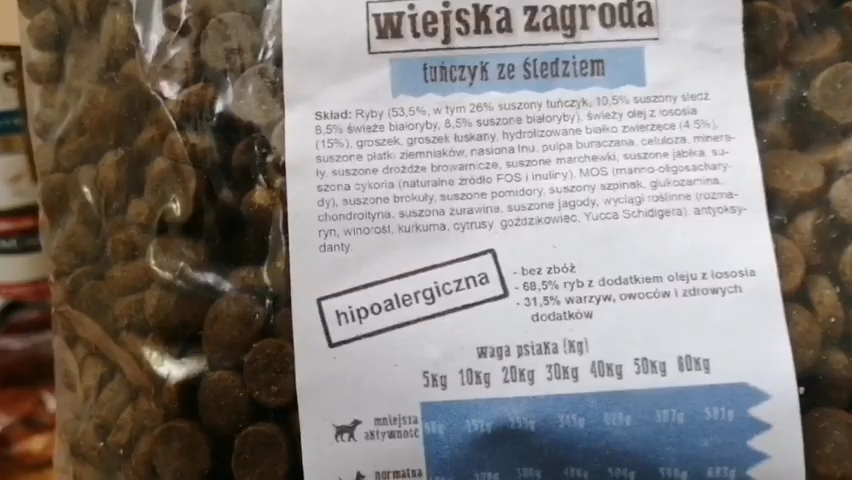 wiejska zagroda
tuńczyk ze śledziem
Skład: Ryby (53,5%, w tym 26% suszony tuńczyk, 10,5% suszony śledź
8,5% świeże białoryby, 8,5% suszone białoryby), świeży olej z łososia
(15%), groszek, groszek łuskany, hydrolizowane białko zwierzęce (4,5%),
suszone płatki ziemniaków, nasiona lnu, pulpa buraczana, celuloza, minera-
ły, suszone drożdże browarnicze, suszone marchewki, suszone jabłka, su-
szona cykoria (naturalne źródło FOS i inuliny), MOS (manno-oligosachary-
dy), suszone brokuły, suszone pomidory, suszony szpinak, glukozamina,
chondroityna, suszona żurawina, suszone jagody, wyciągi roślinne (rozma-
ryn, winorośl, kurkuma, cytrusy, goździkowiec, Yucca Schidigera), antyoksy-
danty.
hipoalergiczna
- bez zbóż
- 68,5% ryb z dodatkiem oleju z łososia
- 31,5% warzyw, owoców i zdrowych
dodatków
waga psiaka (kg)
5kg 10kg 20kg 30kg 40kg 50kg 60kg
mniejsza
aktywność
normalna